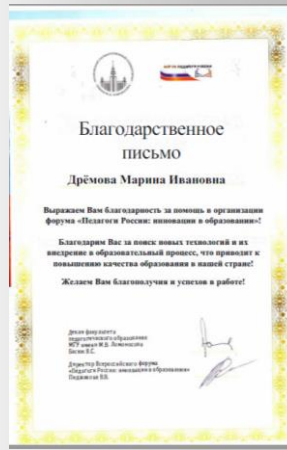 Благодарственное
письмо
Дрёмова Марина Ивановна
Выражаем Вам благодарность за помощь в организации
форума «Педагоги России: инновации в образовании»!
Благодарим Вас за поиск новых технологий и их
внедрение в образовательный процесс, что приводит к
повышению качества образования в нашей стране!
Желаем Вам благополучия и успехов в работе!
Декан факультета
педагогического образования
МГУ имени М.В. Ломоносова
Басюк В.С.
Директор Всероссийского форума
«Педагоги России: инновации в образовании»